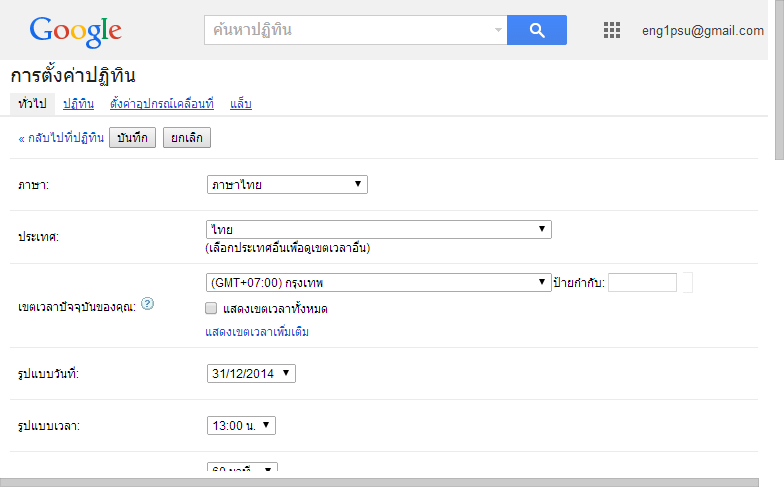 Google ค้นหาปฏิทิน eng1psu@gmail.com
การตั้งค่าปฏิทิน
ทั่วไป ปฏิทิน ตั้งค่าอุปกรณ์เคลื่อนที่ แล็บ
« กลับไปที่ปฏิทิน บันทึก ยกเลิก
ภาษา: ภาษาไทย
ประเทศ: ไทย
(เลือกประเทศอื่นเพื่อดูเขตเวลาอื่น)
เขตเวลาปัจจุบันของคุณ: ? (GMT+07:00) กรุงเทพ ป้ายกำกับ:
แสดงเขตเวลาทั้งหมด
แสดงเขตเวลาเพิ่มเติม
รูปแบบวันที่: 31/12/2014
รูปแบบเวลา: 13:00 น.
60 นาที